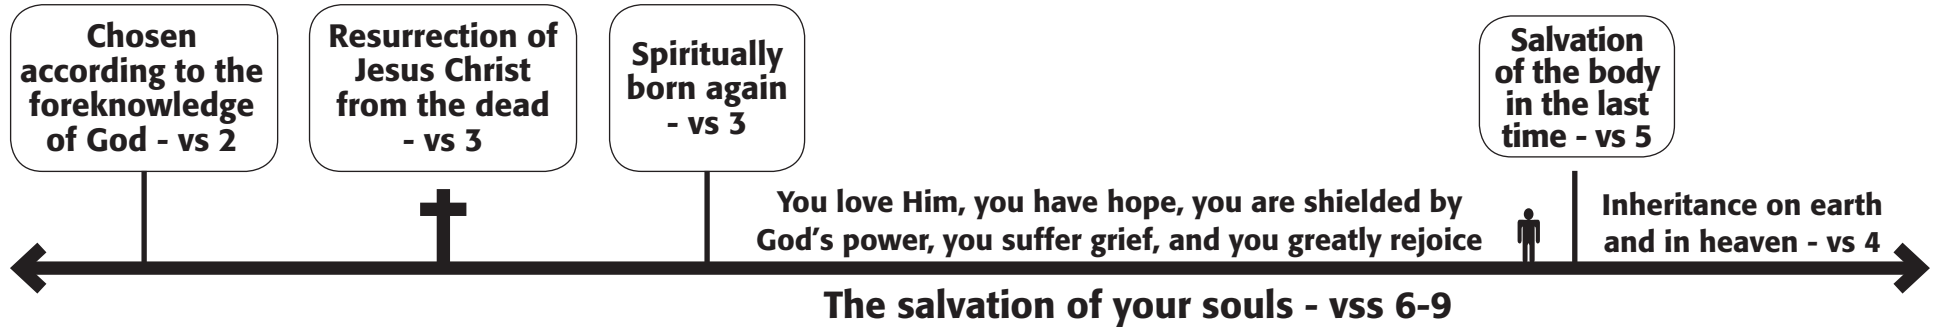 Chosen
according to the
foreknowledge
of God - vs 2
Resurrection of
Jesus Christ
from the dead
- vs 3
Spiritually
born again
- vs 3
Salvation
of the body
in the last
time - vs 5
You love Him, you have hope, you are shielded by
God's power, you suffer grief, and you greatly rejoice
Inheritance on earth
and in heaven - vs 4
The salvation of your souls - vss 6-9